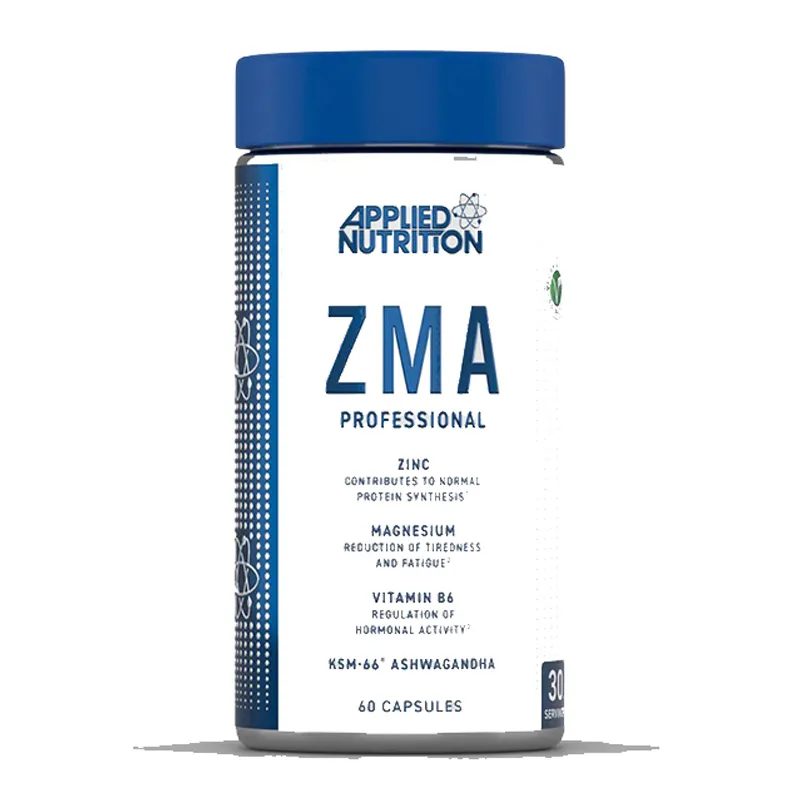 APPLIED
NUTRITION
ZMA
PROFESSIONAL
ZINC
CONTRIBUTES TO NORMAL
PROTEIN SYNTHESIS
MAGNESIUM
REDUCTION OF TIREDNESS
AND FATIGUE²
VITAMIN B6
REGULATION OF
HORMONAL ACTIVITY³
KSM-66® ASHWAGANDHA
60 CAPSULES
30